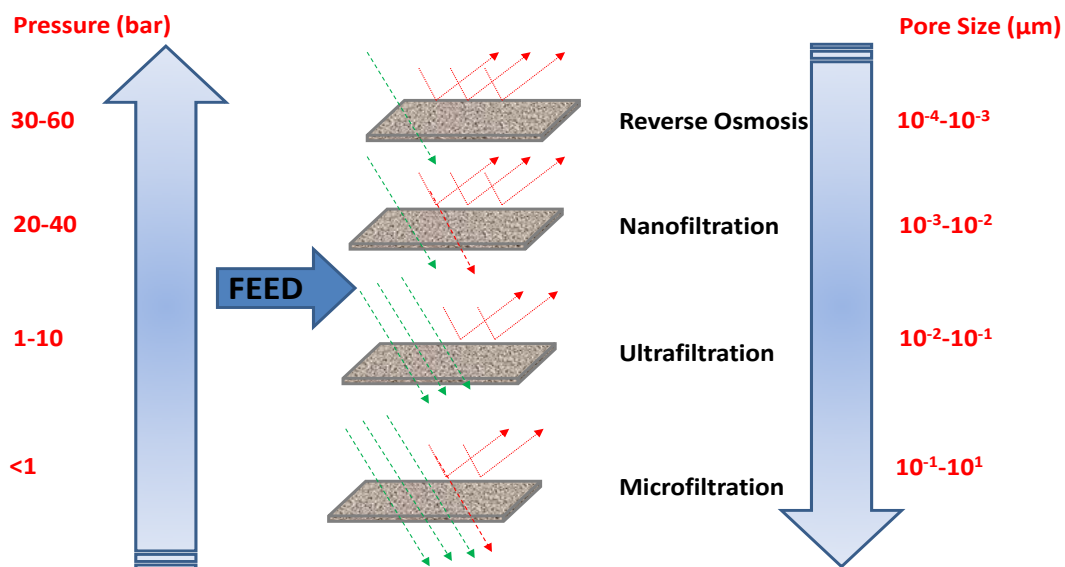 Pressure (bar)
Pore Size (µm)
30-60
Reverse Osmosis
10⁻⁴-10⁻³
20-40
Nanofiltration
10⁻³-10⁻²
FEED
1-10
Ultrafiltration
10⁻²-10⁻¹
<1
Microfiltration
10⁻¹-10¹